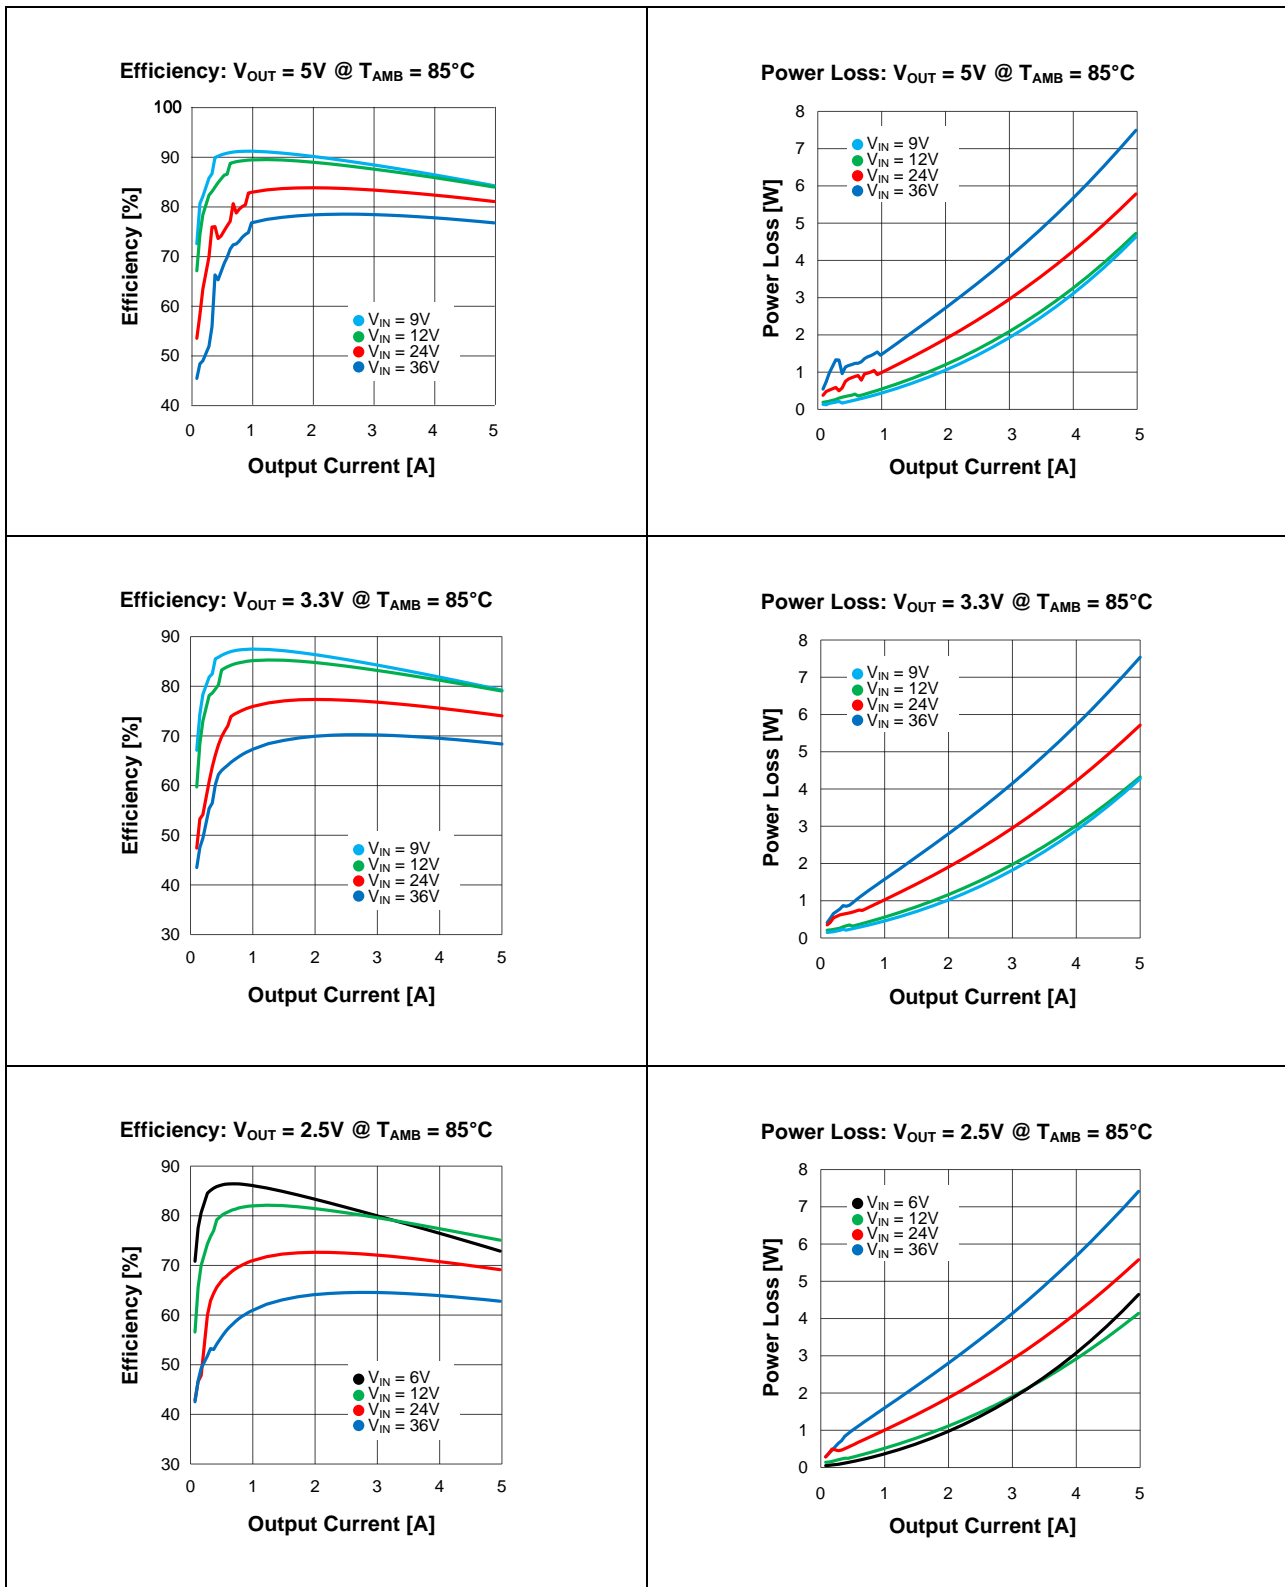 Efficiency: VOUT = 5V @ TAMB = 85°C
100
90
80
70
60
50
40
Efficiency [%]
VIN = 9V
VIN = 12V
VIN = 24V
VIN = 36V
0 1 2 3 4 5
Output Current [A]
Power Loss: VOUT = 5V @ TAMB = 85°C
8
7
6
5
4
3
2
1
0
Power Loss [W]
VIN = 9V
VIN = 12V
VIN = 24V
VIN = 36V
0 1 2 3 4 5
Output Current [A]
Efficiency: VOUT = 3.3V @ TAMB = 85°C
90
80
70
60
50
40
30
Efficiency [%]
VIN = 9V
VIN = 12V
VIN = 24V
VIN = 36V
0 1 2 3 4 5
Output Current [A]
Power Loss: VOUT = 3.3V @ TAMB = 85°C
8
7
6
5
4
3
2
1
0
Power Loss [W]
VIN = 9V
VIN = 12V
VIN = 24V
VIN = 36V
0 1 2 3 4 5
Output Current [A]
Efficiency: VOUT = 2.5V @ TAMB = 85°C
90
80
70
60
50
40
30
Efficiency [%]
VIN = 6V
VIN = 12V
VIN = 24V
VIN = 36V
0 1 2 3 4 5
Output Current [A]
Power Loss: VOUT = 2.5V @ TAMB = 85°C
8
7
6
5
4
3
2
1
0
Power Loss [W]
VIN = 6V
VIN = 12V
VIN = 24V
VIN = 36V
0 1 2 3 4 5
Output Current [A]